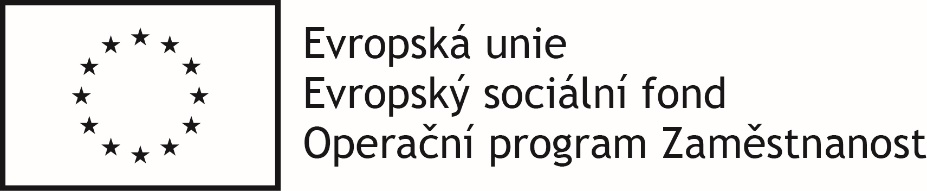 Evropská unie
Evropský sociální fond
Operační program Zaměstnanost